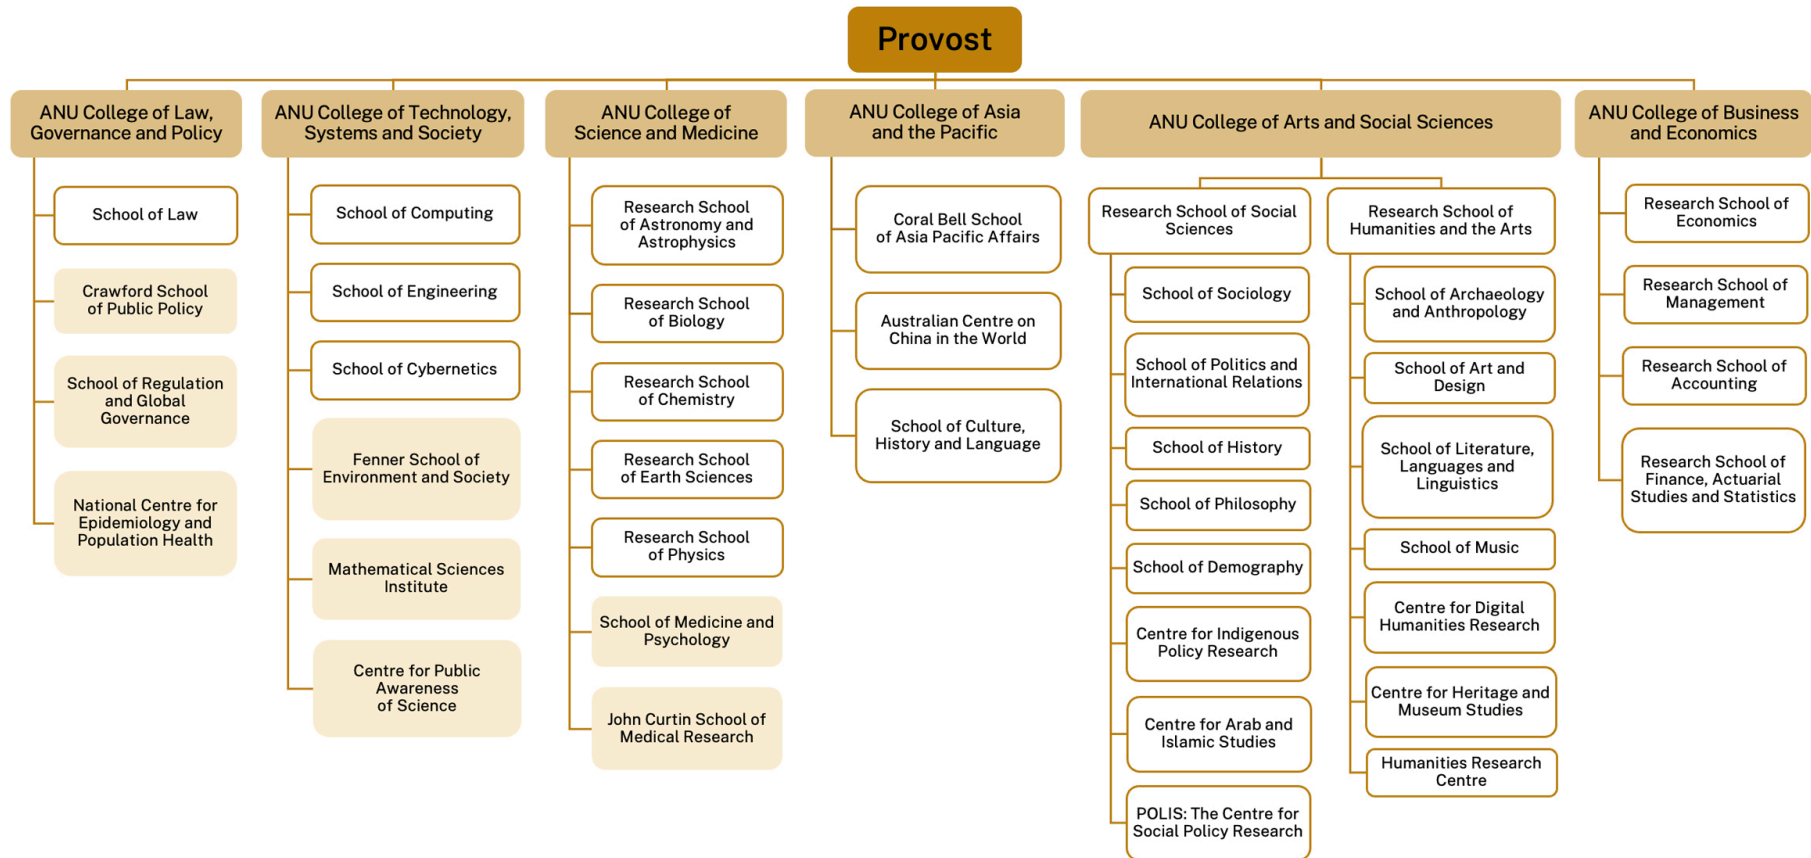 Provost
ANU College of Law,
Governance and Policy
School of Law
Crawford School
of Public Policy
School of Regulation
and Global
Governance
National Centre for
Epidemiology and
Population Health
ANU College of Technology,
Systems and Society
School of Computing
School of Engineering
School of Cybernetics
Fenner School of
Environment and Society
Mathematical Sciences
Institute
Centre for Public
Awareness
of Science
ANU College of
Science and Medicine
Research School
of Astronomy and
Astrophysics
Research School
of Biology
Research School
of Chemistry
Research School
of Earth Sciences
Research School
of Physics
School of Medicine and
Psychology
John Curtin School of
Medical Research
ANU College of Asia
and the Pacific
Coral Bell School
of Asia Pacific Affairs
Australian Centre on
China in the World
School of Culture,
History and Language
ANU College of Arts and Social Sciences
Research School of Social
Sciences
School of Sociology
School of Politics and
International Relations
School of History
School of Philosophy
School of Demography
Centre for Indigenous
Policy Research
Centre for Arab and
Islamic Studies
POLIS: The Centre for
Social Policy Research
Research School of
Humanities and the Arts
School of Archaeology
and Anthropology
School of Art and
Design
School of Literature,
Languages and
Linguistics
School of Music
Centre for Digital
Humanities Research
Centre for Heritage and
Museum Studies
Humanities Research
Centre
ANU College of Business
and Economics
Research School of
Economics
Research School of
Management
Research School of
Accounting
Research School of
Finance, Actuarial
Studies and Statistics